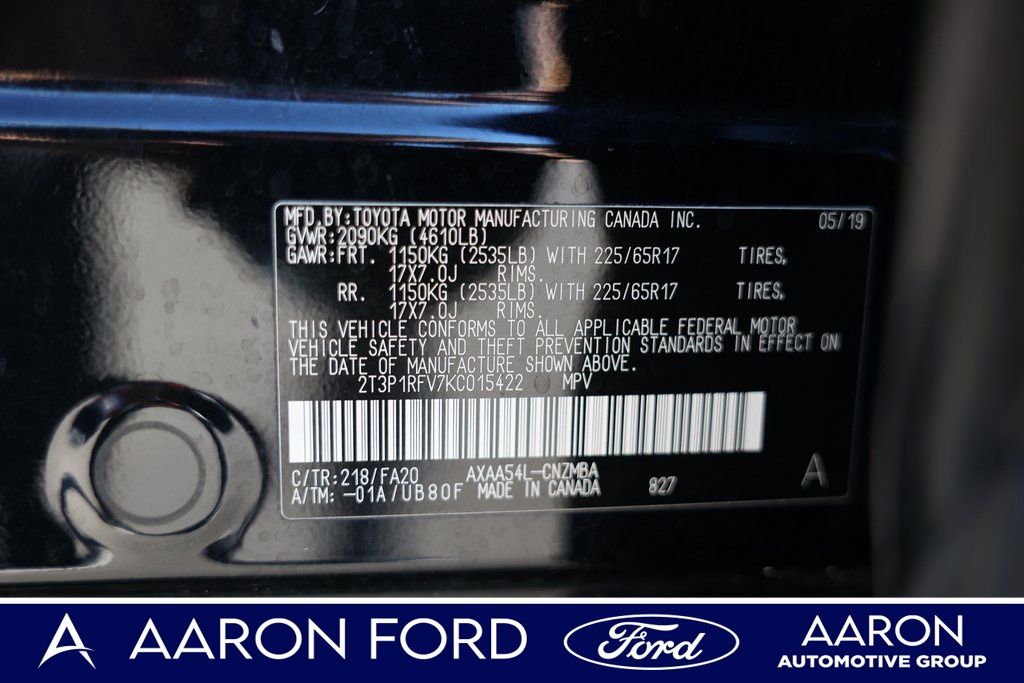 MFD.BY:TOYOTA MOTOR MANUFACTURING CANADA INC. 05/19
GVWR:2090KG (4610LB)
GAWR:FRT. 1150KG (2535LB) WITH 225/65R17 TIRES,
17X7.0J RIMS.
RR. 1150KG (2535LB) WITH 225/65R17 TIRES,
17X7.0J RIMS.
THIS VEHICLE CONFORMS TO ALL APPLICABLE FEDERAL MOTOR
VEHICLE SAFETY AND THEFT PREVENTION STANDARDS IN EFFECT ON
THE DATE OF MANUFACTURE SHOWN ABOVE.
2T3P1RFV7KC015422 MPV
C/TR:218/FA20 AXAA54L-CNZMBA
A/TM: -01A/UB80F MADE IN CANADA 827
A
AARON FORD
Ford
AARON
AUTOMOTIVE GROUP